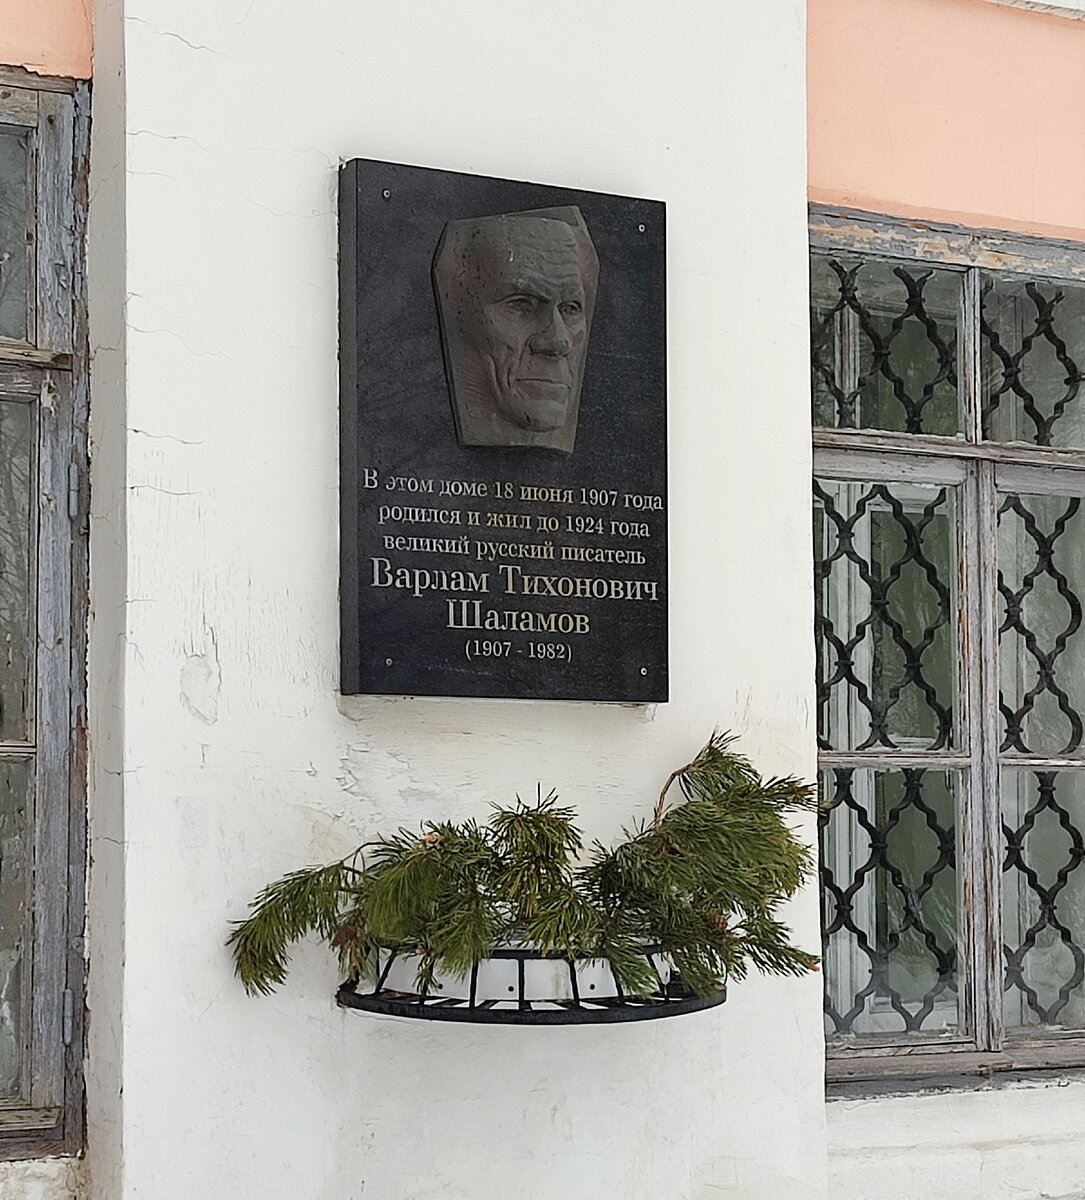 В этом доме 18 июня 1907 года
родился и жил до 1924 года
великий русский писатель
Варлам Тихонович
Шаламов
(1907 - 1982)